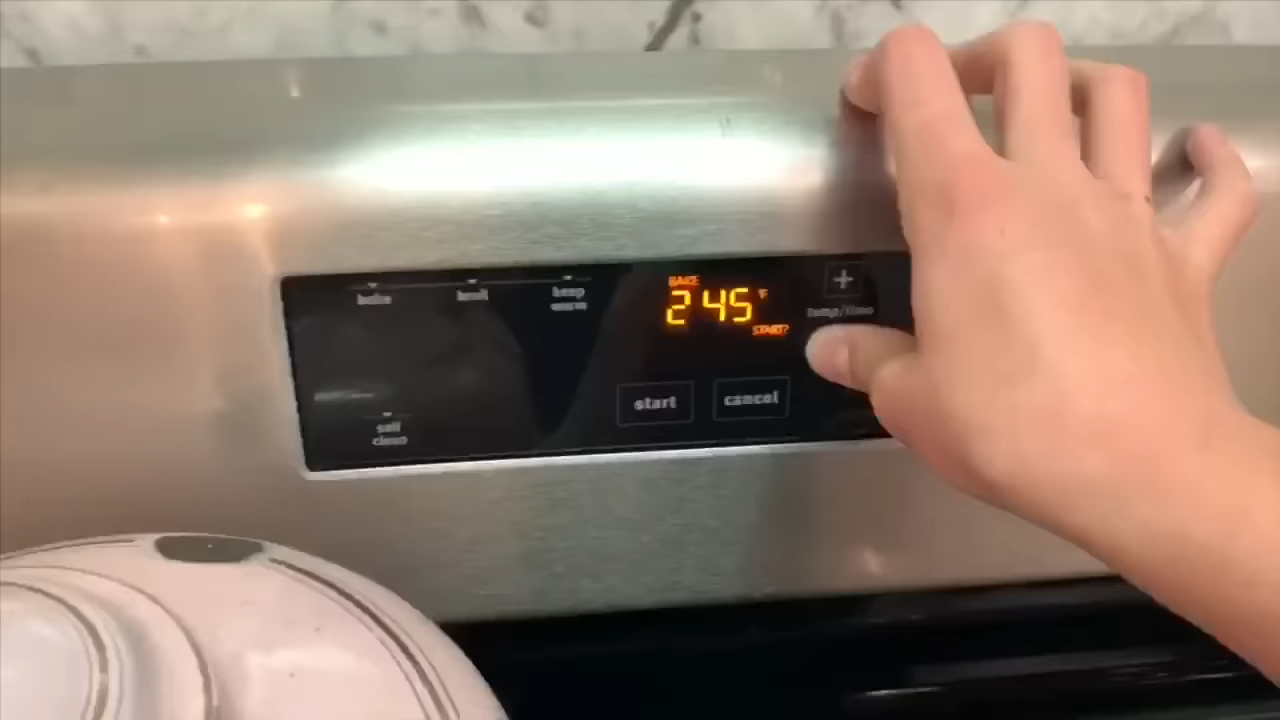 bake
broil
keep
warm
BAKE
245°F
START?
+
temp/time
start
cancel
self
clean